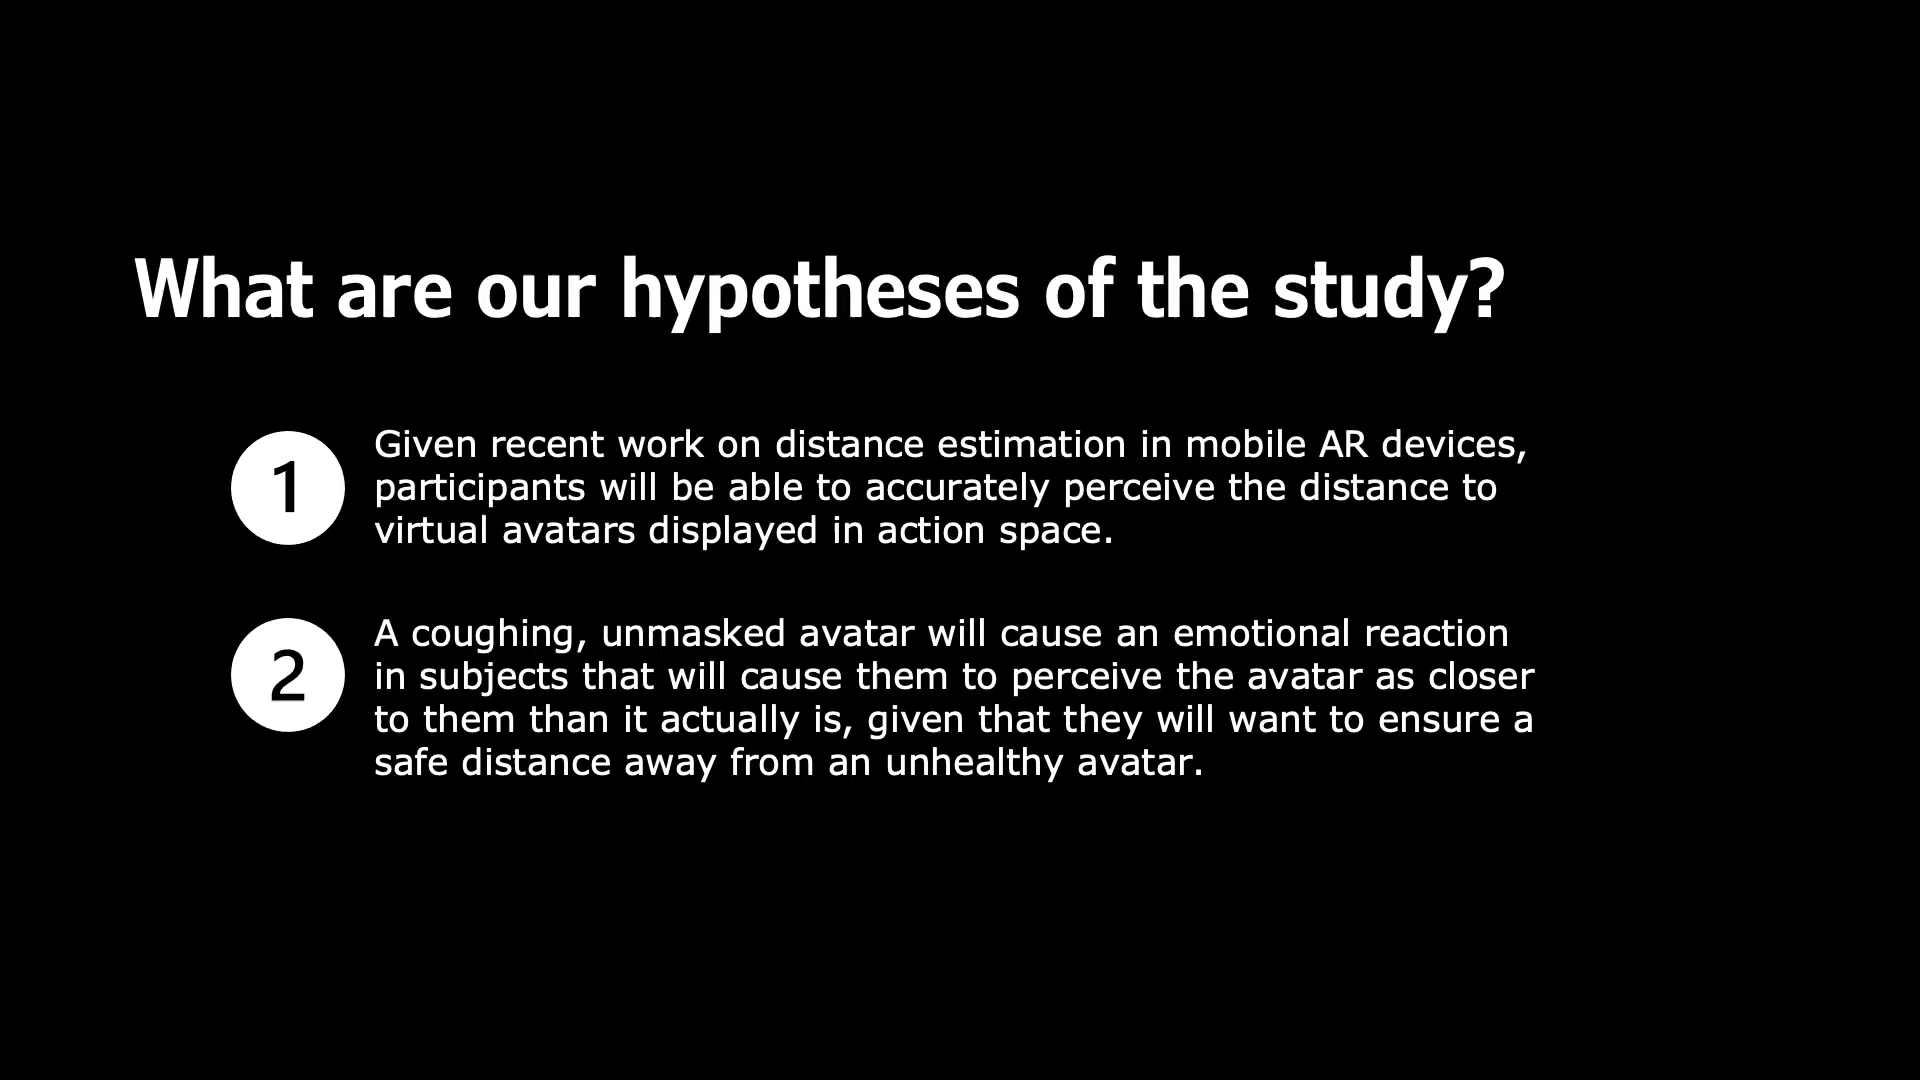 What are our hypotheses of the study?
1
Given recent work on distance estimation in mobile AR devices,
participants will be able to accurately perceive the distance to
virtual avatars displayed in action space.
2
A coughing, unmasked avatar will cause an emotional reaction
in subjects that will cause them to perceive the avatar as closer
to them than it actually is, given that they will want to ensure a
safe distance away from an unhealthy avatar.